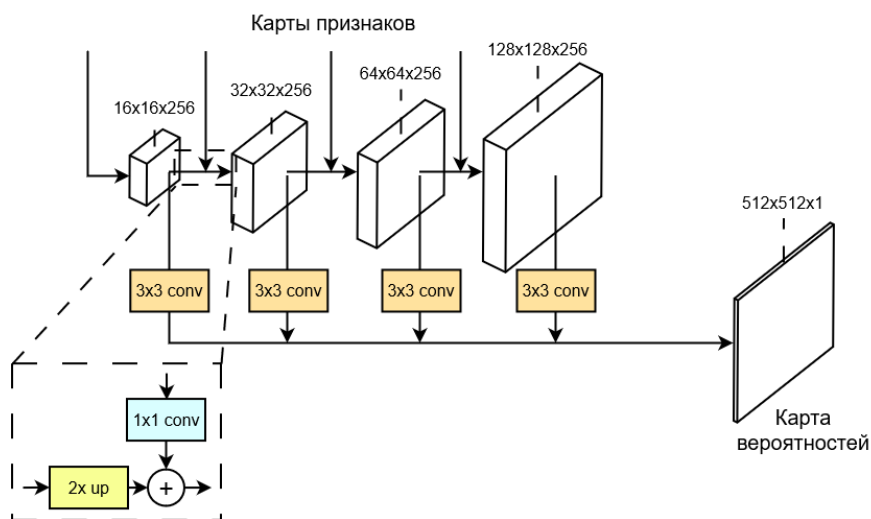 Карты признаков
16x16x256
32x32x256
64x64x256
128x128x256
512x512x1
3x3 conv
3x3 conv
3x3 conv
3x3 conv
1x1 conv
2x up
+
Карта
вероятностей